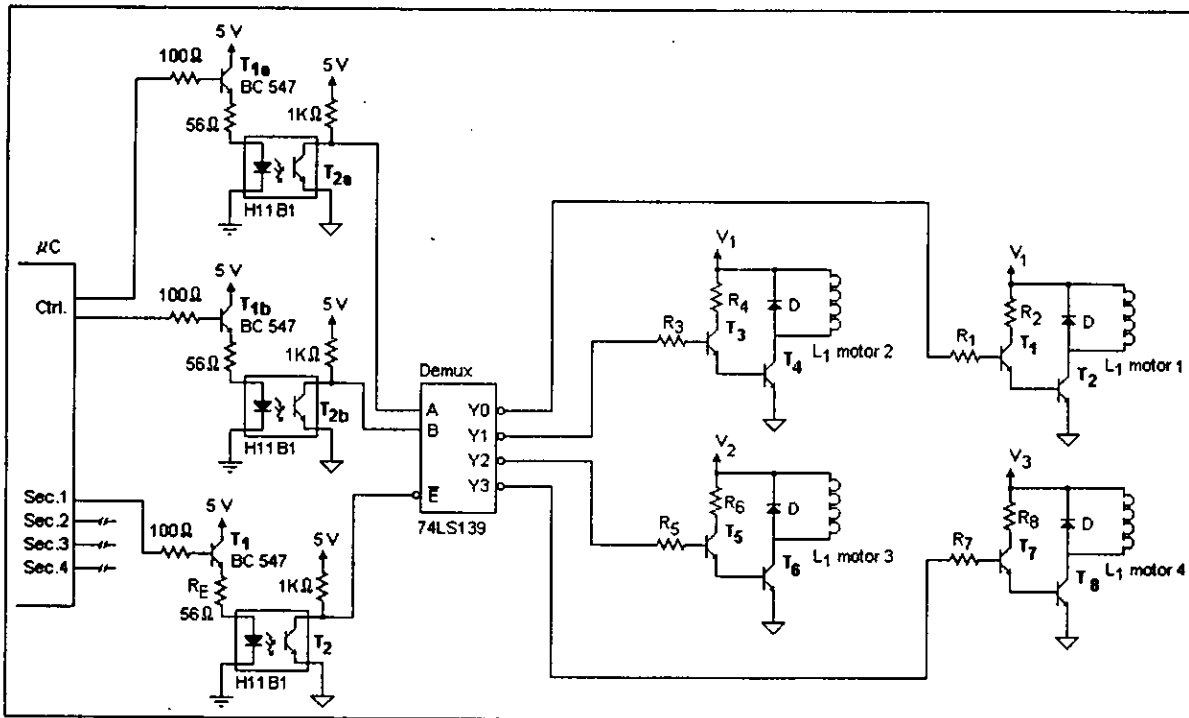 5 V
100Ω
T1a
BC 547
56Ω
5 V
1KΩ
T2a
H11B1
μC
Ctrl.
5 V
100Ω
T1b
BC 547
56Ω
5 V
1KΩ
T2b
H11B1
Sec.1
Sec.2
Sec.3
Sec.4
5 V
100Ω
T1
BC 547
RE
56Ω
5 V
1KΩ
T2
H11B1
Demux
A
B
E
Y0
Y1
Y2
Y3
74LS139
V1
R4
R3
T3
D
T4
L1 motor 2
V1
R2
R1
T1
D
T2
L1 motor 1
V2
R6
R5
T5
D
T6
L1 motor 3
V3
R8
R7
T7
D
T8
L1 motor 4